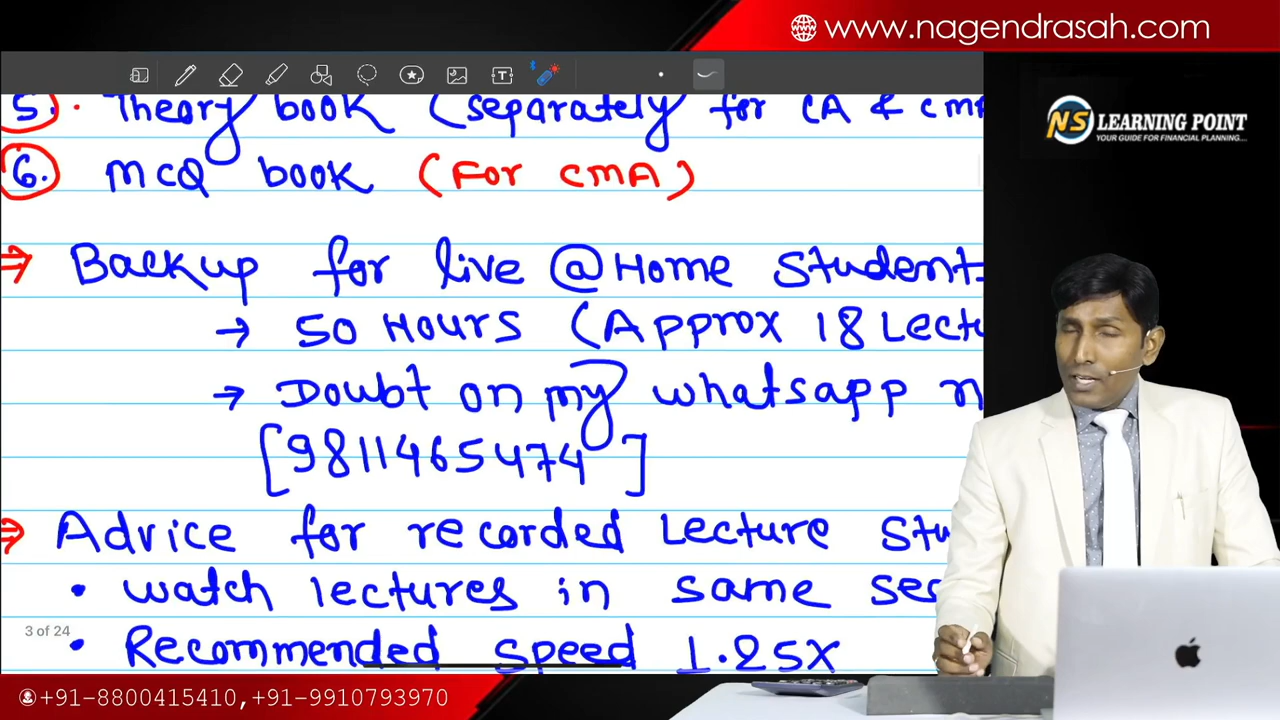 www.nagendrasah.com
5. Theory book (separately for CA & CMA
6. MCQ book (For CMA)
NS LEARNING POINT
YOUR GUIDE FOR FINANCIAL PLANNING....
⇒ Backup for live @Home Student
→ 50 Hours (Approx 18 Lectu
→ Doubt on my whatsapp n
[9811465474]
⇒ Advice for recorded Lecture Stu
• watch lectures in same se
3 of 24
• Recommended speed 1.25X
+91-8800415410,+91-9910793970